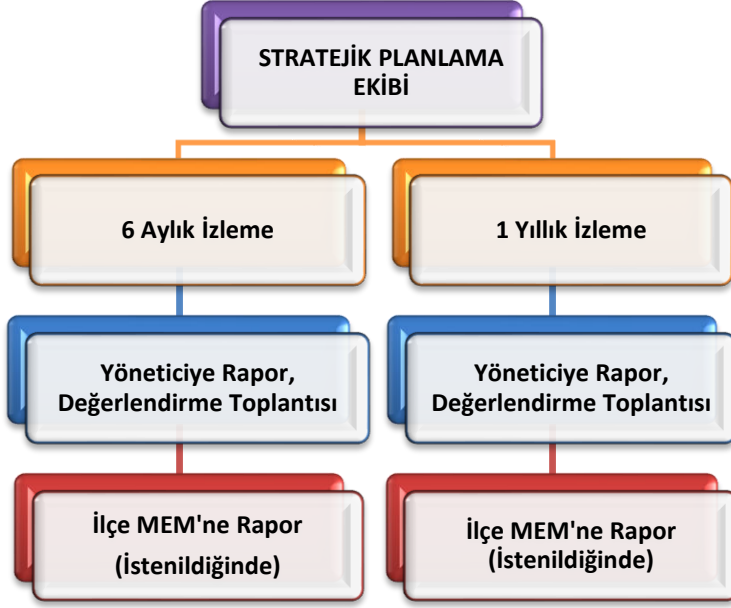 STRATEJİK PLANLAMA
EKİBİ
6 Aylık İzleme
1 Yıllık İzleme
Yöneticiye Rapor,
Değerlendirme Toplantısı
Yöneticiye Rapor,
Değerlendirme Toplantısı
İlçe MEM'ne Rapor
(İstenildiğinde)
İlçe MEM'ne Rapor
(İstenildiğinde)